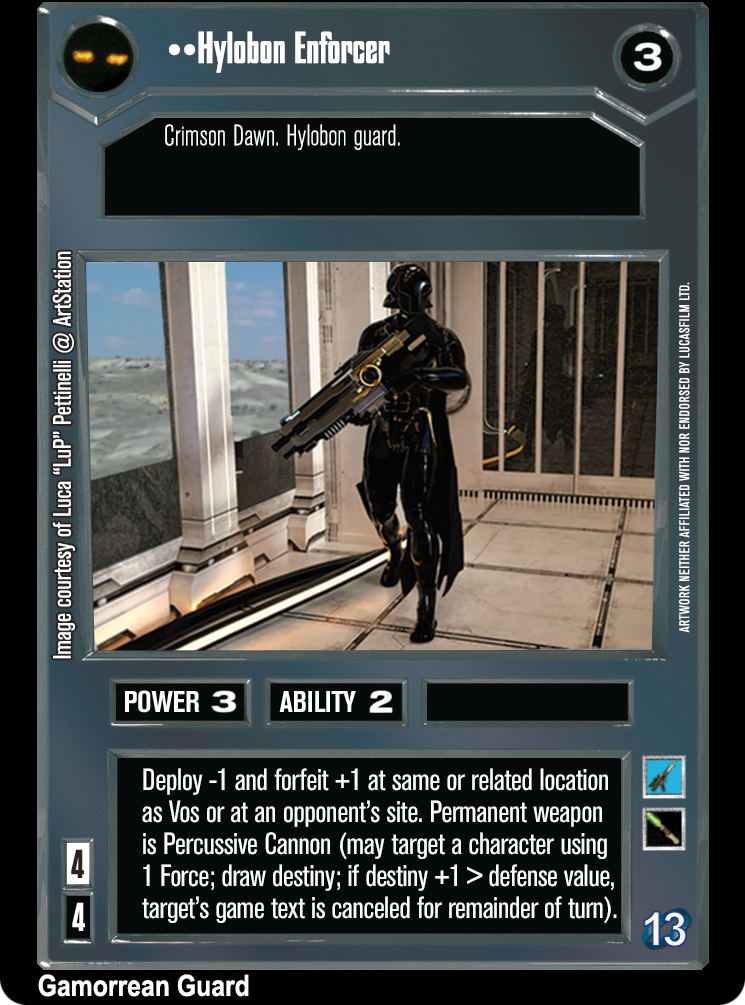 ••Hylobon Enforcer
3
Crimson Dawn. Hylobon guard.
Image courtesy of Luca "LuP" Pettinelli @ ArtStation
ARTWORK NEITHER AFFILIATED WITH NOR ENDORSED BY LUCASFILM LTD.
POWER 3
ABILITY 2
Deploy -1 and forfeit +1 at same or related location
as Vos or at an opponent's site. Permanent weapon
is Percussive Cannon (may target a character using
1 Force; draw destiny; if destiny +1 > defense value,
target's game text is canceled for remainder of turn).
4
4
13
Gamorrean Guard